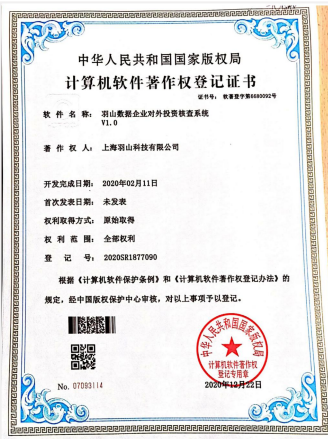 中华人民共和国国家版权局
计算机软件著作权登记证书
证书号： 软著登字第8680092号
软件名称： 羽山数据企业对外投资核查系统
V1.0
著作权人： 上海羽山科技有限公司
开发完成日期： 2020年02月11日
首次发表日期： 未发表
权利取得方式： 原始取得
权利范围： 全部权利
登记号： 2020SR1877090
根据《计算机软件保护条例》和《计算机软件著作权登记办法》的
规定，经中国版权保护中心审核，对以上事项予以登记。
中华人民共和国国家版权局
计算机软件著作权
登记专用章
No. 07093114
2020年12月22日